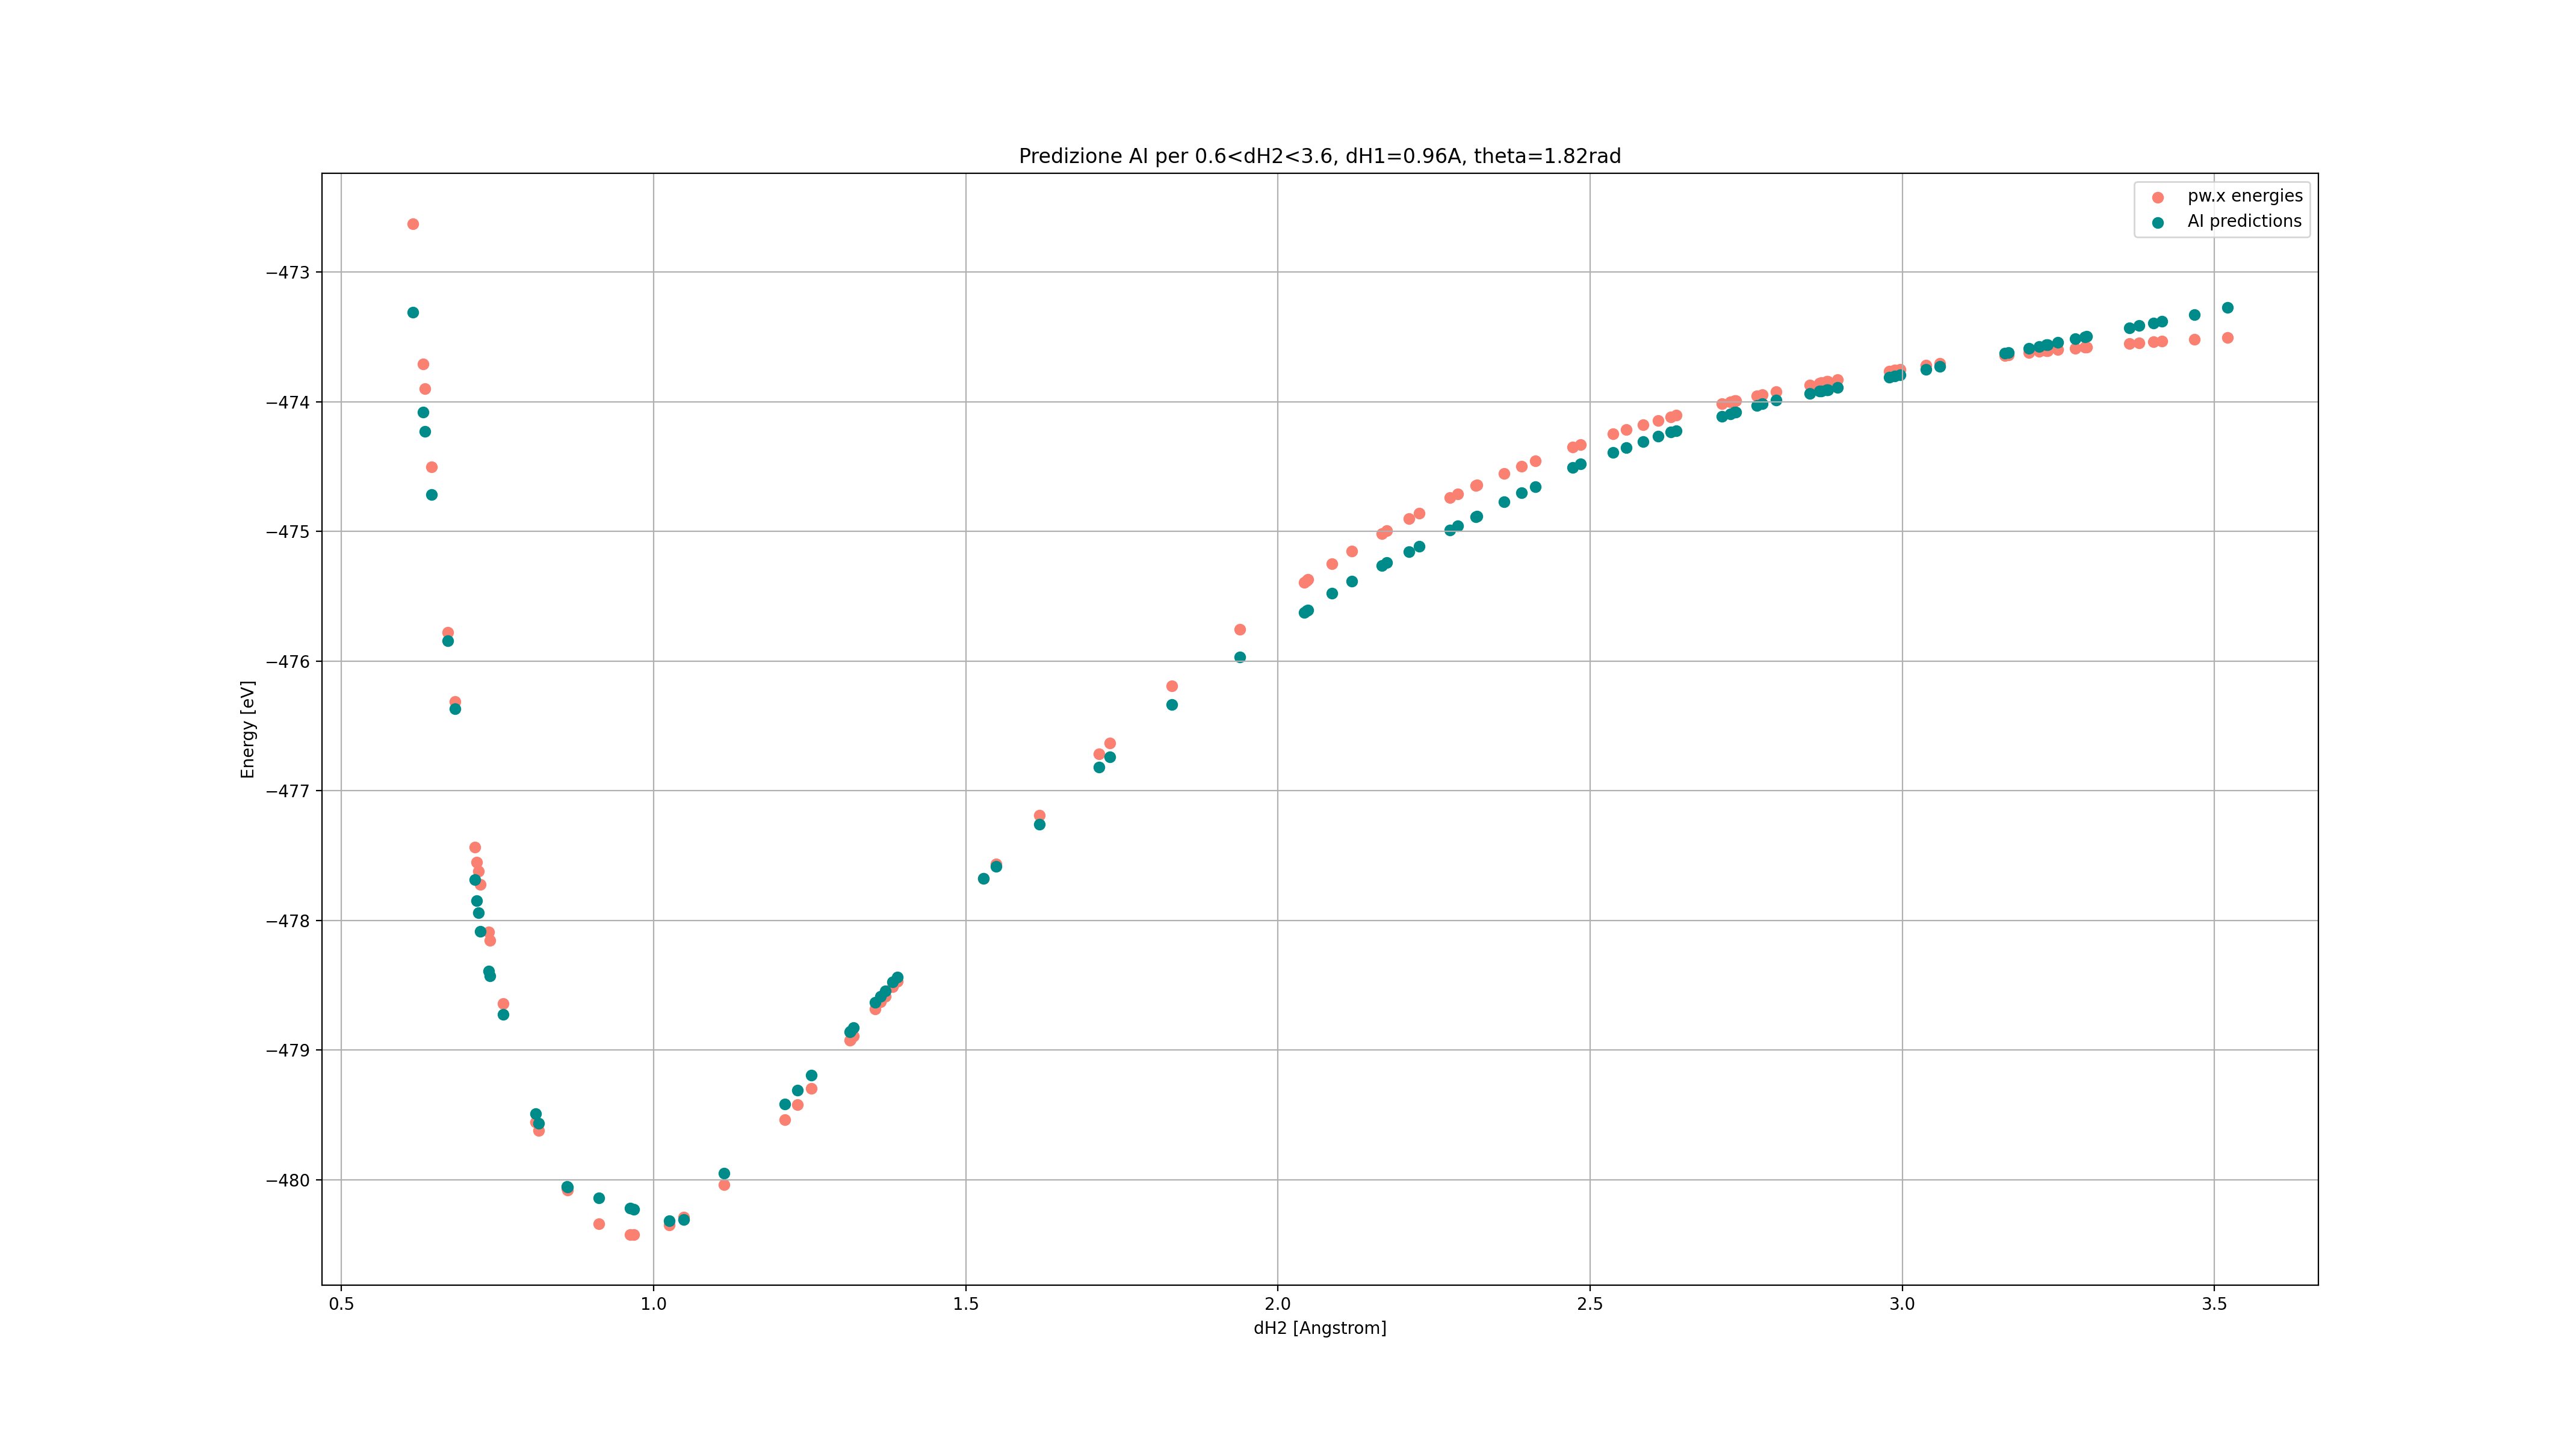 Predizione AI per 0.6<dH2<3.6, dH1=0.96A, theta=1.82rad
pw.x energies
AI predictions
−473
−474
−475
−476
−477
−478
−479
−480
Energy [eV]
0.5 1.0 1.5 2.0 2.5 3.0 3.5
dH2 [Angstrom]